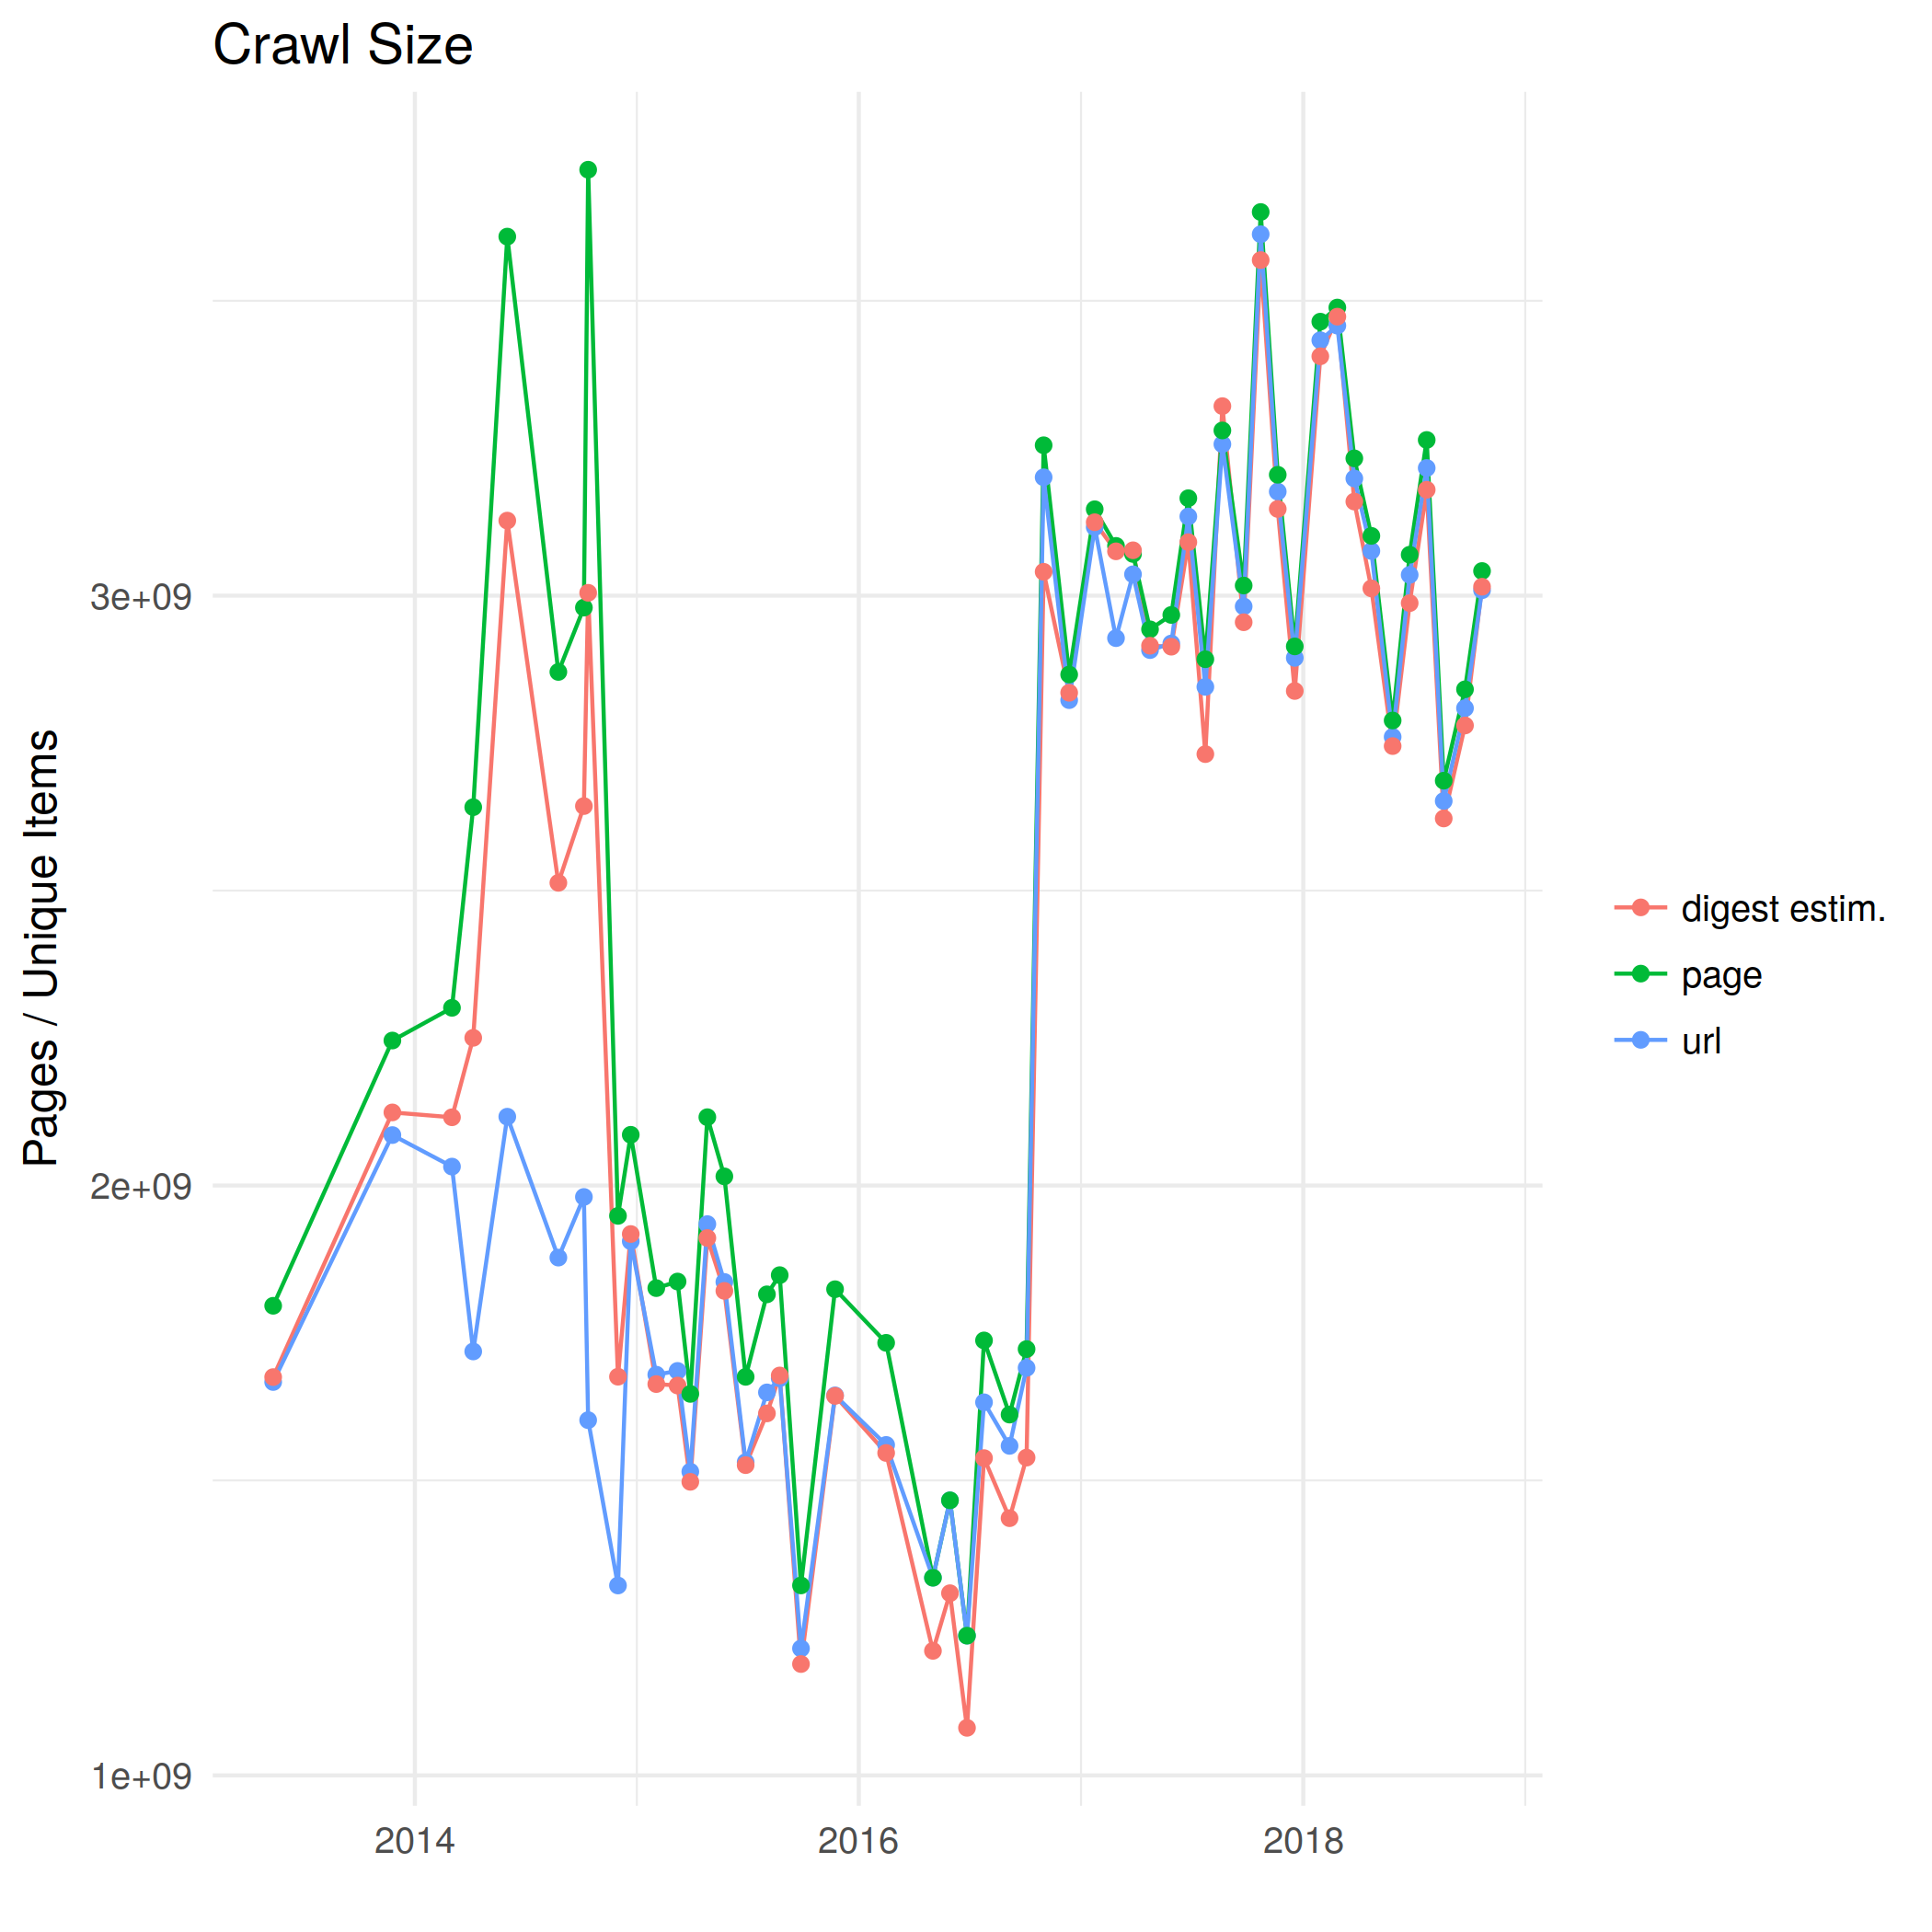 Crawl Size
Pages / Unique Items
3e+09
2e+09
1e+09
2014
2016
2018
digest estim.
page
url